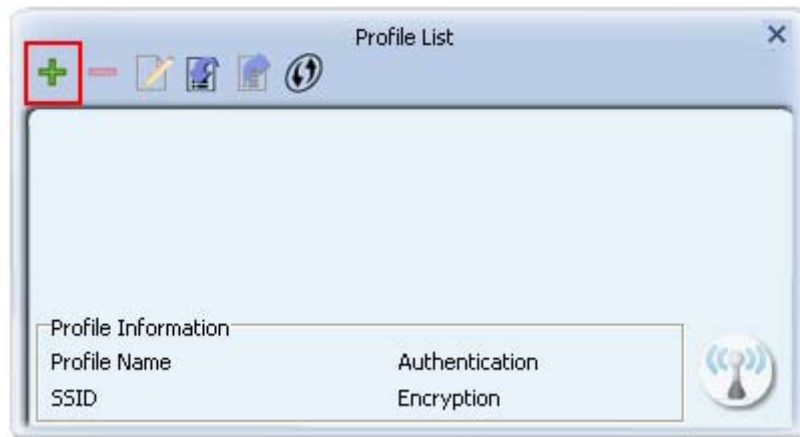 Profile List
Profile Information
Profile Name Authentication
SSID Encryption